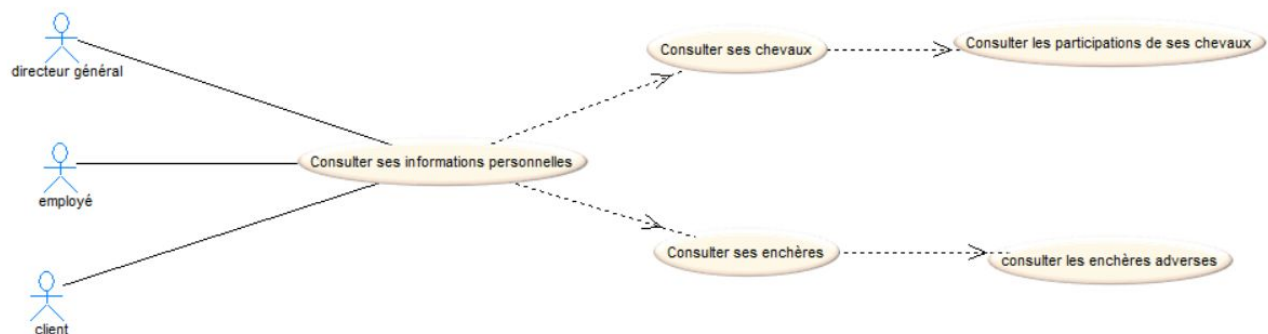 directeur général
employé
client
Consulter ses informations personnelles
Consulter ses chevaux
Consulter les participations de ses chevaux
Consulter ses enchères
consulter les enchères adverses